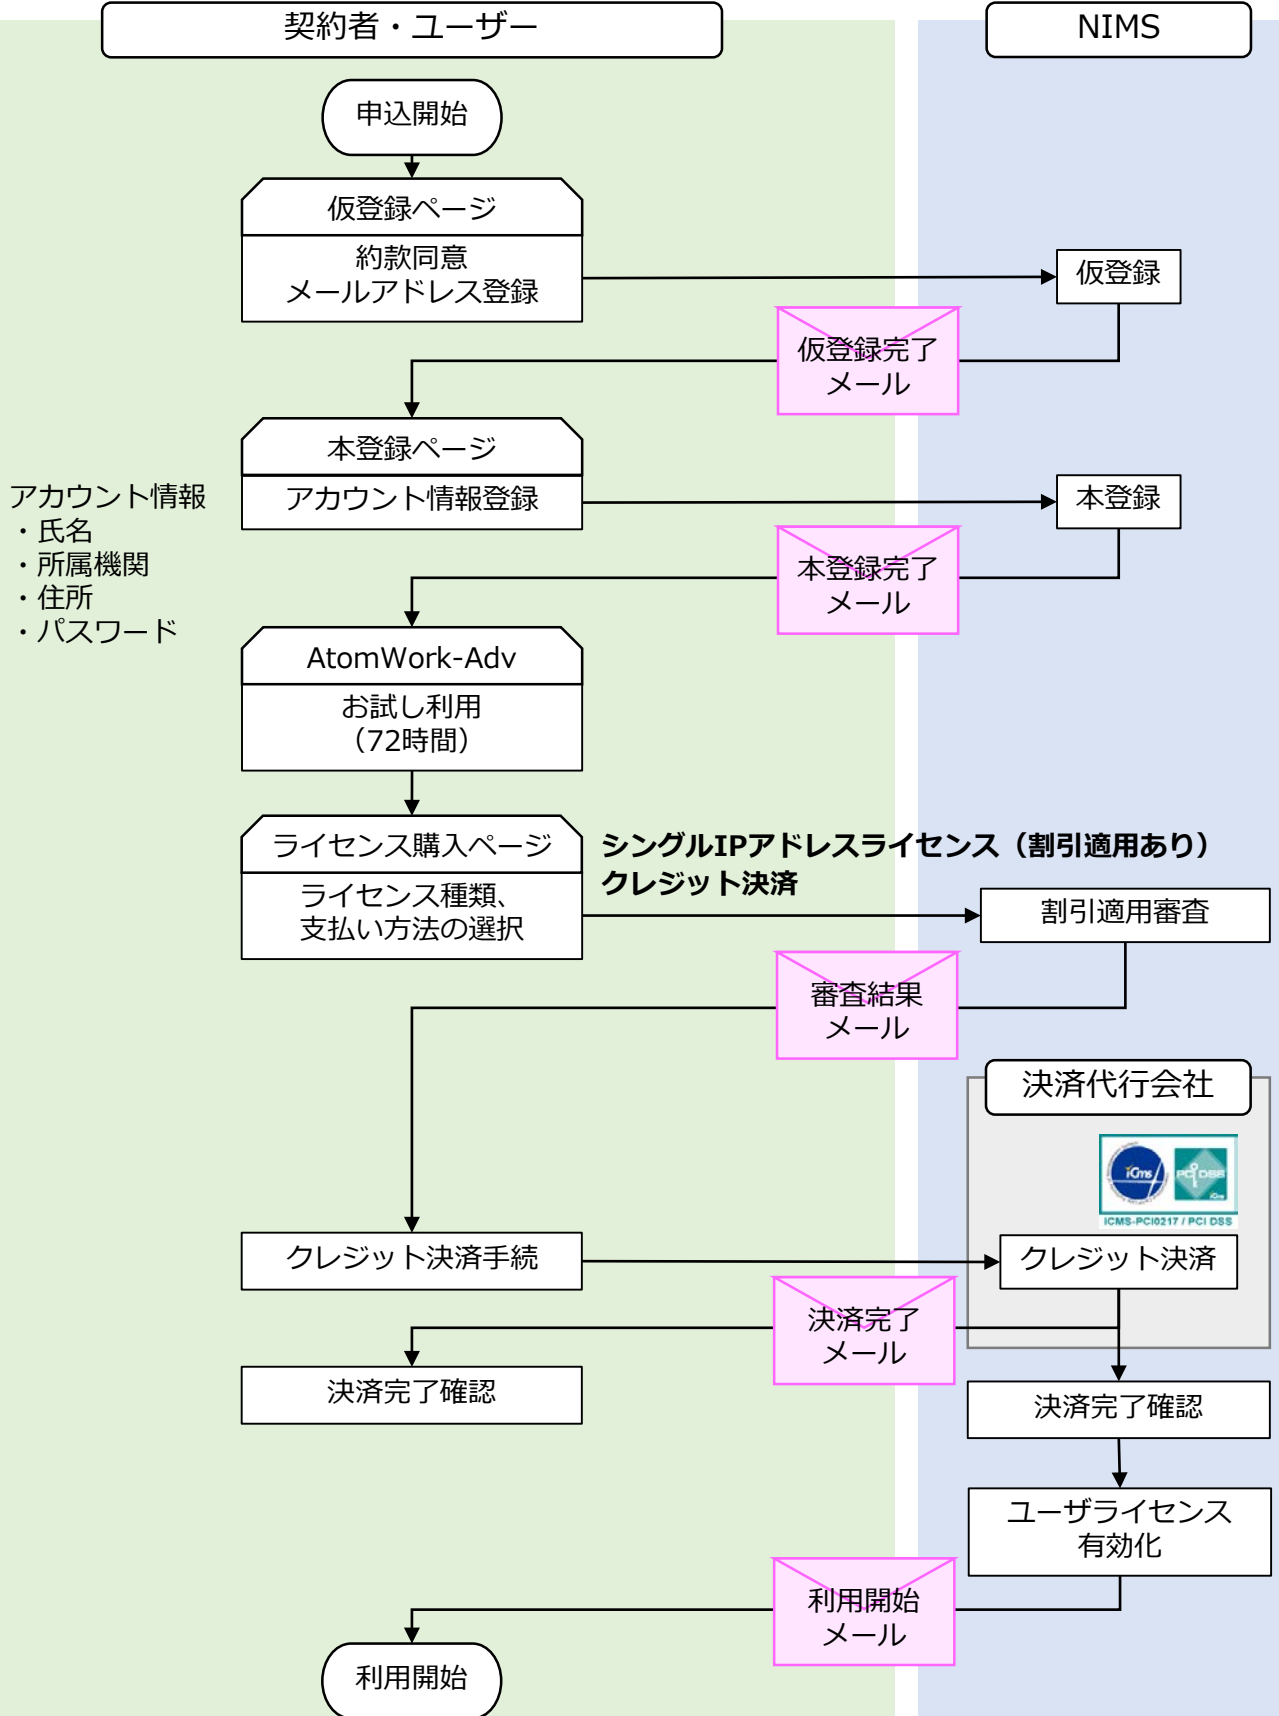 契約者・ユーザー
NIMS
申込開始
仮登録ページ
約款同意
メールアドレス登録
仮登録
仮登録完了
メール
本登録ページ
アカウント情報登録
本登録
アカウント情報
・氏名
・所属機関
・住所
・パスワード
本登録完了
メール
AtomWork-Adv
お試し利用
（72時間）
ライセンス購入ページ
ライセンス種類、
支払い方法の選択
シングルIPアドレスライセンス（割引適用あり）
クレジット決済
割引適用審査
審査結果
メール
決済代行会社
iCms
PCI DSS
iCms
ICMS-PCI0217 / PCI DSS
クレジット決済手続
クレジット決済
決済完了
メール
決済完了確認
決済完了確認
ユーザライセンス
有効化
利用開始
メール
利用開始